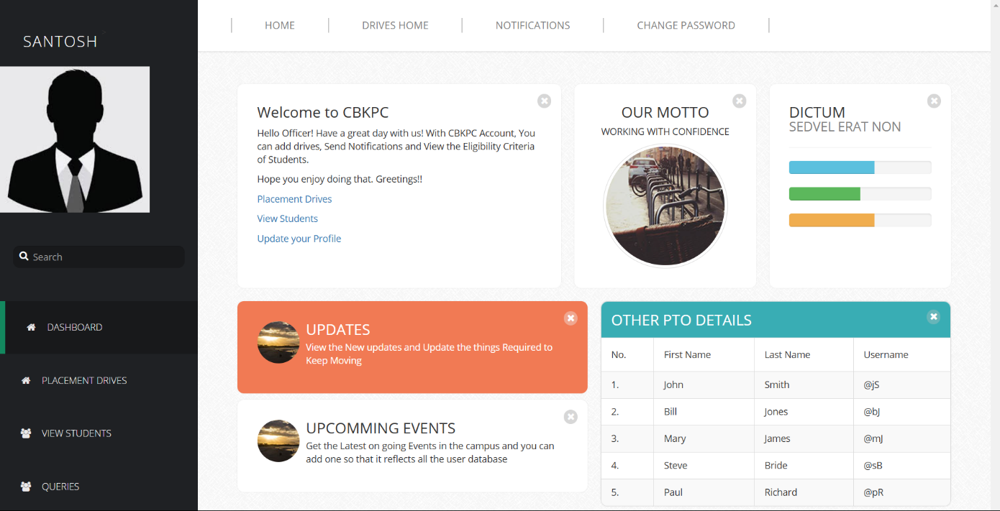 SANTOSH
Search
DASHBOARD
PLACEMENT DRIVES
VIEW STUDENTS
QUERIES
HOME
DRIVES HOME
NOTIFICATIONS
CHANGE PASSWORD
Welcome to CBKPC
Hello Officer! Have a great day with us! With CBKPC Account, You
can add drives, Send Notifications and View the Eligibility Criteria
of Students.
Hope you enjoy doing that. Greetings!!
Placement Drives
View Students
Update your Profile
OUR MOTTO
WORKING WITH CONFIDENCE
DICTUM
SEDVEL ERAT NON
UPDATES
View the New updates and Update the things Required to
Keep Moving
UPCOMMING EVENTS
Get the Latest on going Events in the campus and you can
add one so that it reflects all the user database
OTHER PTO DETAILS
No. First Name Last Name Username
1. John Smith @jS
2. Bill Jones @bJ
3. Mary James @mJ
4. Steve Bride @sB
5. Paul Richard @pR